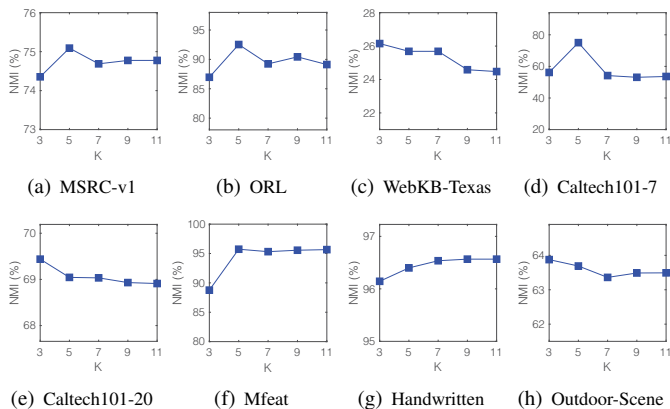 76
75
74
73
NMI (%)
3 5 7 9 11
K
(a) MSRC-v1
95
90
85
80
NMI (%)
3 5 7 9 11
K
(b) ORL
28
26
24
22
NMI (%)
3 5 7 9 11
K
(c) WebKB-Texas
80
60
40
20
NMI (%)
3 5 7 9 11
K
(d) Caltech101-7
70
69
68
NMI (%)
3 5 7 9 11
K
(e) Caltech101-20
100
95
90
85
80
NMI (%)
3 5 7 9 11
K
(f) Mfeat
97
96
95
NMI (%)
3 5 7 9 11
K
(g) Handwritten
64
63
62
NMI (%)
3 5 7 9 11
K
(h) Outdoor-Scene